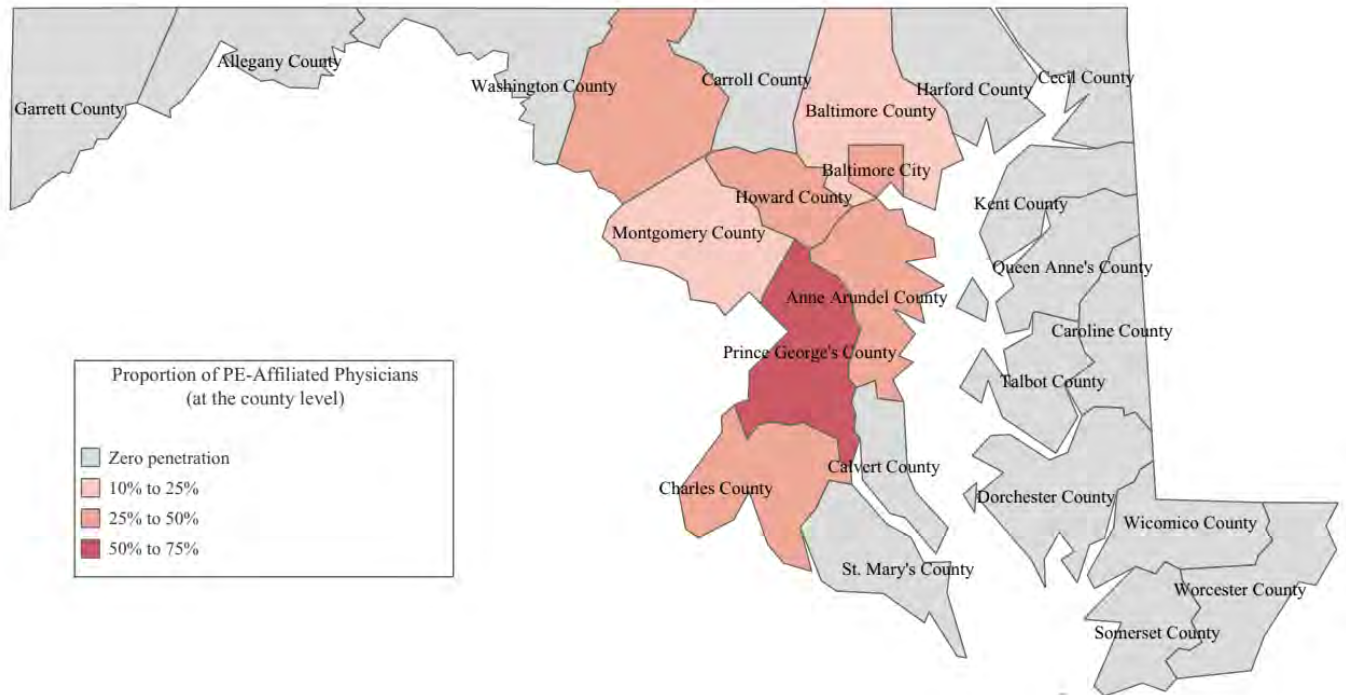 Allegany County
Cecil County
Carroll County
Washington County
Harford County
Garrett County
Baltimore County
Baltimore City
Howard County
Kent County
Montgomery County
Queen Anne's County
Anne Arundel County
Caroline County
Prince George's County
Talbot County
Proportion of PE-Affiliated Physicians
(at the county level)
Zero penetration
10% to 25%
25% to 50%
50% to 75%
Calvert County
Charles County
Dorchester County
Wicomico County
St. Mary's County
Worcester County
Somerset County